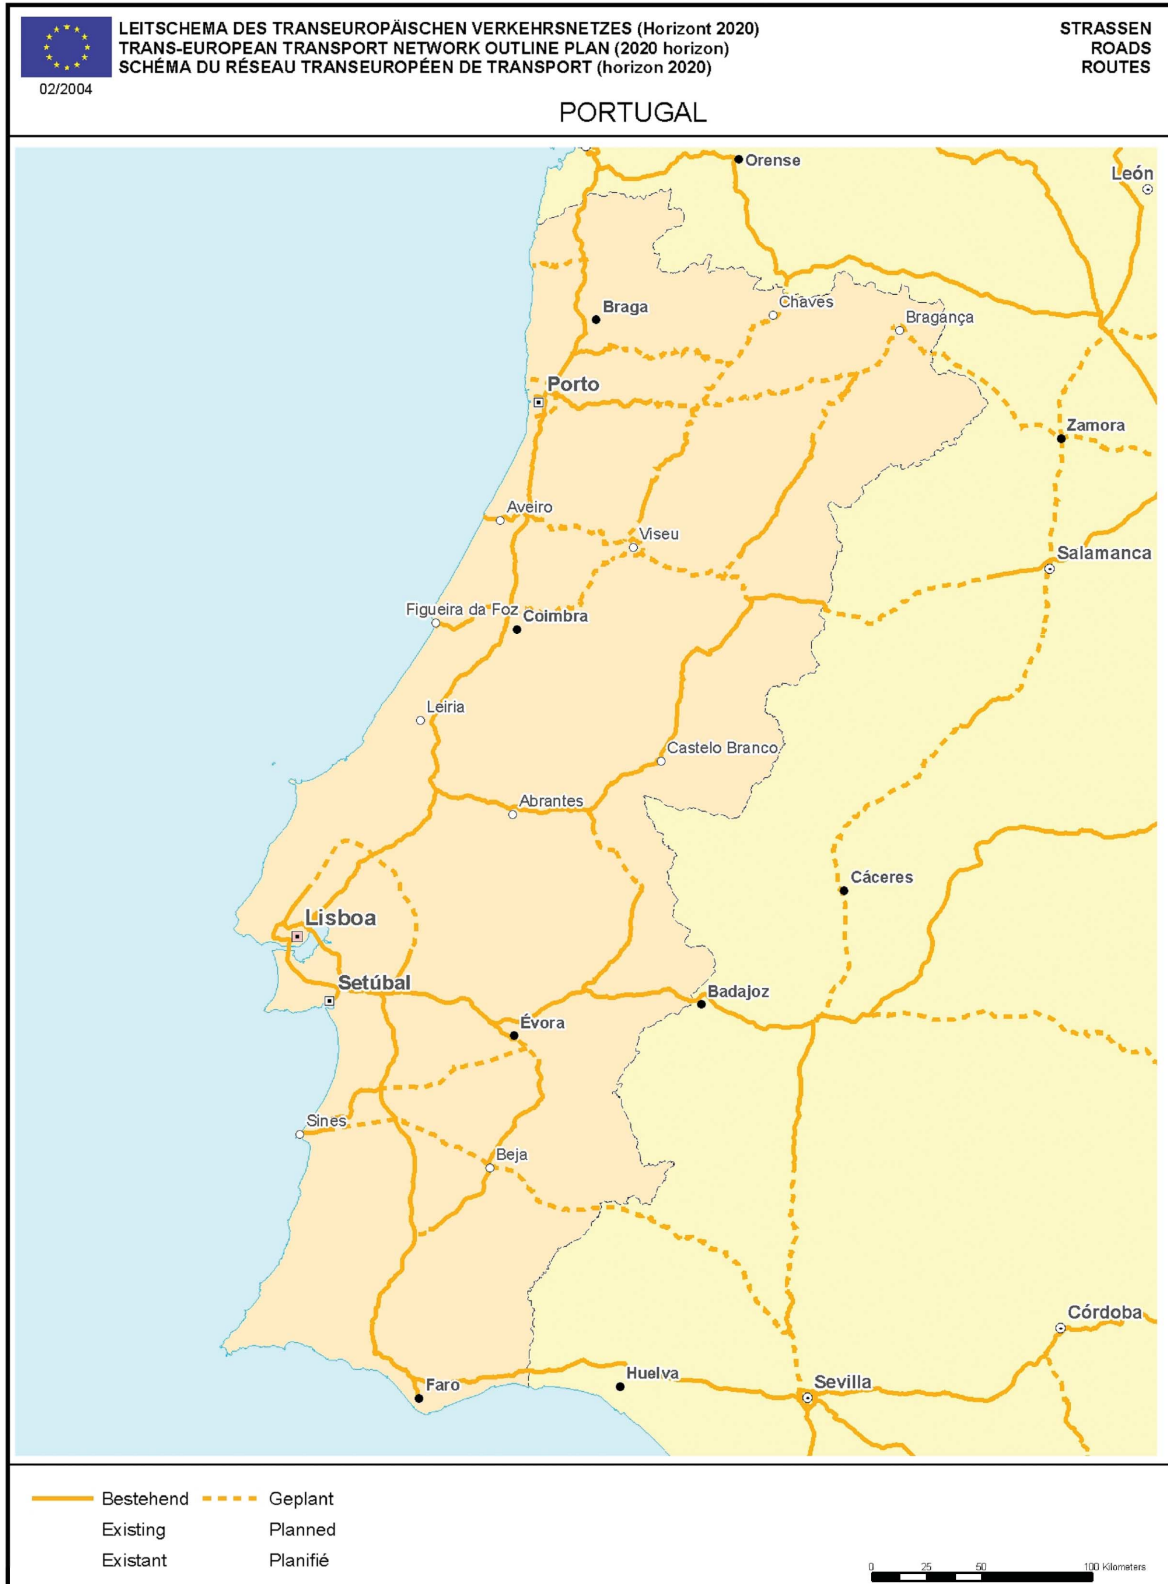 LEITSCHEMA DES TRANSEUROPÄISCHEN VERKEHRSNETZES (Horizont 2020)
TRANS-EUROPEAN TRANSPORT NETWORK OUTLINE PLAN (2020 horizon)
SCHÉMA DU RÉSEAU TRANSEUROPÉEN DE TRANSPORT (horizon 2020)
STRASSEN
ROADS
ROUTES
02/2004
PORTUGAL
Orense
León
Chaves
Braga
Bragança
Porto
Zamora
Aveiro
Viseu
Salamanca
Figueira da Foz
Coimbra
Leiria
Castelo Branco
Abrantes
Cáceres
Lisboa
Setúbal
Badajoz
Évora
Sines
Beja
Córdoba
Huelva
Sevilla
Faro
Bestehend
Geplant
Existing
Planned
Existant
Planifié
0 25 50 100 Kilometers